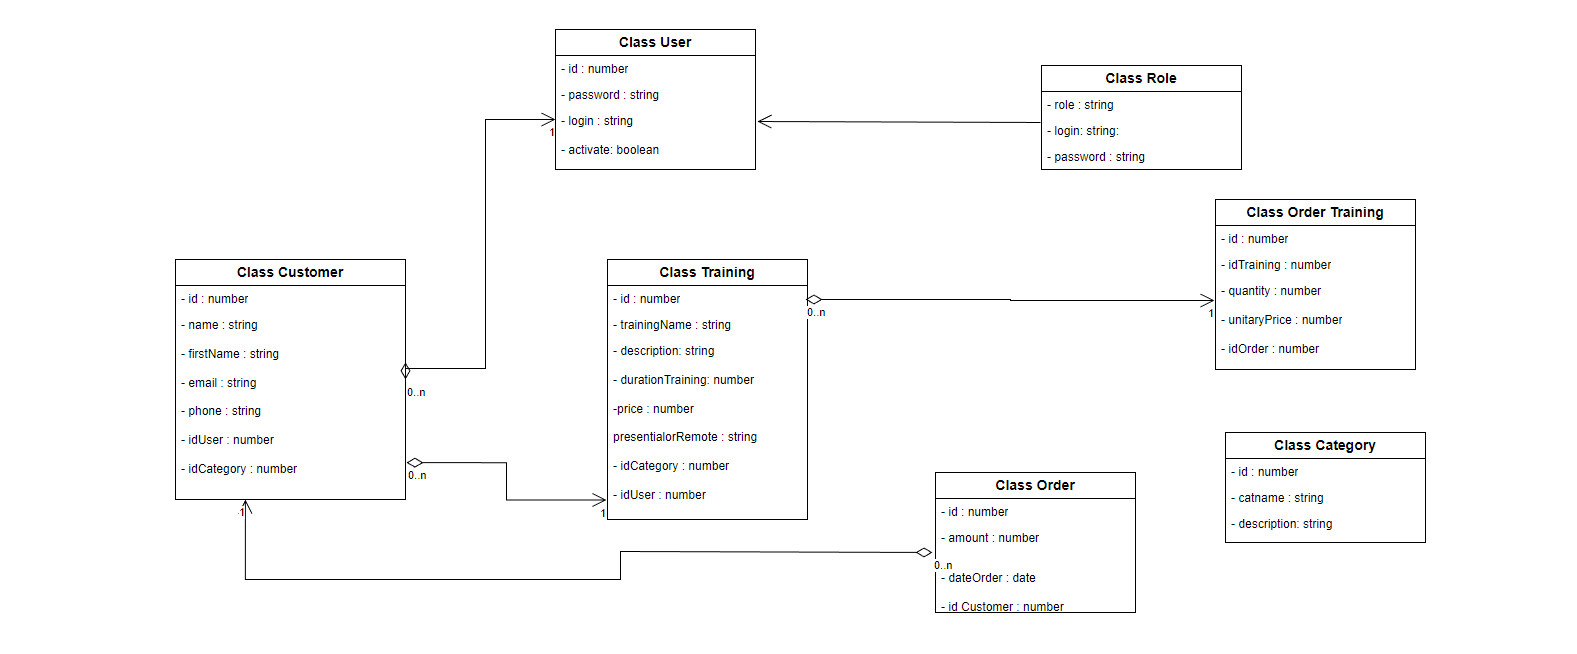 Class User
- id : number
- password : string
- login : string
1
- activate: boolean
Class Role
- role : string
- login: string:
- password : string
Class Order Training
- id : number
- idTraining : number
- quantity : number
1
- unitaryPrice : number
- idOrder : number
Class Customer
- id : number
- name : string
- firstName : string
- email : string
0..n
- phone : string
- idUser : number
- idCategory : number
0..n
1
Class Training
- id : number
0..n
- trainingName : string
- description: string
- durationTraining: number
-price : number
presentialorRemote : string
- idCategory : number
- idUser : number
1
Class Order
- id : number
- amount : number
0..n
- dateOrder : date
- id Customer : number
Class Category
- id : number
- catname : string
- description: string